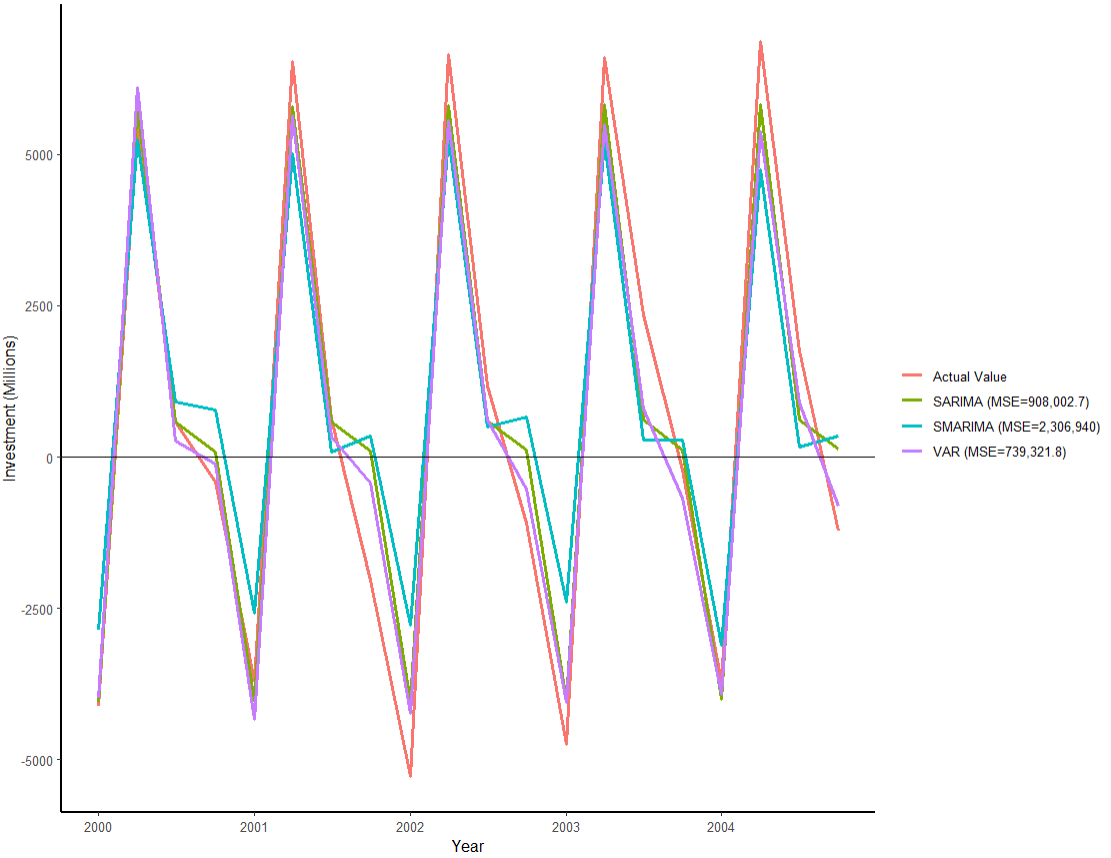 5000
2500
0
-2500
-5000
Investment (Millions)
2000 2001 2002 2003 2004
Year
Actual Value
SARIMA (MSE=908,002.7)
SMARIMA (MSE=2,306,940)
VAR (MSE=739,321.8)